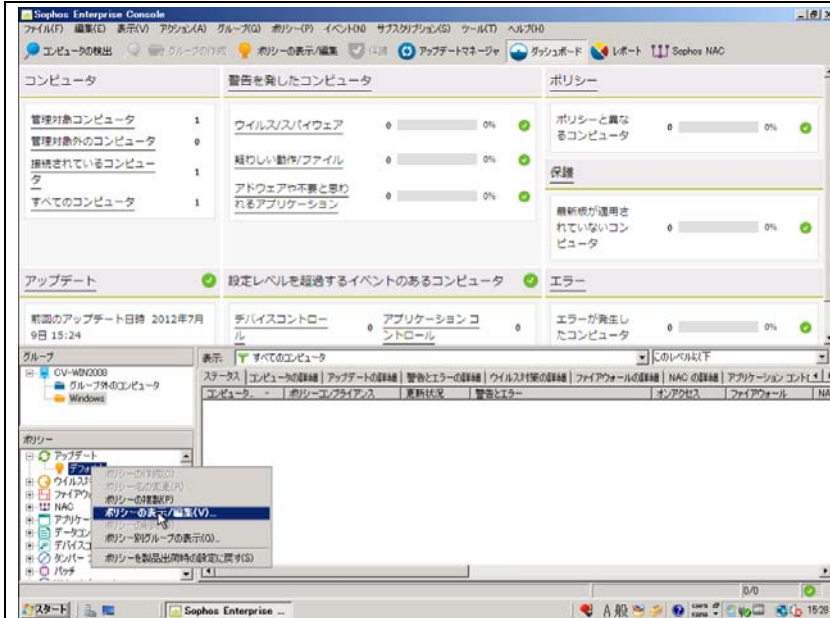 Sophos Enterprise Console
ファイル(F) 編集(E) 表示(V) アクション(A) グループ(G) ポリシー(P) イベント(N) サブスクリプション(S) ツール(T) ヘルプ(H)
コンピュータの検出 グループの作成 ポリシーの表示/編集 保護 アップデートマネージャ ダッシュボード レポート Sophos NAC
コンピュータ 警告を発したコンピュータ ポリシー
管理対象コンピュータ 1
管理対象外のコンピュータ 0
接続されているコンピュータ 1
すべてのコンピュータ 1
ウイルス/スパイウェア 0 0%
疑わしい動作/ファイル 0 0%
アドウェアや不要と思わ
れるアプリケーション 0 0%
ポリシーと異な
るコンピュータ 0 0%
保護
最新版が適用さ
れていないコン
ピュータ 0 0%
アップデート 設定レベルを超過するイベントのあるコンピュータ エラー
前回のアップデート日時 2012年7月
9日 15:24
デバイスコントロー
ル 0
アプリケーション コ
ントロール 0
エラーが発生し
たコンピュータ 0 0%
グループ
GV-WIN2008
グループ外のコンピュータ
Windows
表示: すべてのコンピュータ このレベル以下
ステータス コンピュータの詳細 アップデートの詳細 警告とエラーの詳細 ウイルス対策の詳細 ファイアウォールの詳細 NAC の詳細 アプリケーション コントロ
コンピュータ... ポリシーコンプライアンス 更新状況 警告とエラー オンアクセス ファイアウォール NA
ポリシー
アップデート
デフォ
ウイルス対
ファイアウ
NAC
アプリケー
データコン
デバイスコ
タンパー
パッチ
ポリシーの作成(C)
ポリシー名の変更(R)
ポリシーの複製(P)
ポリシーの表示/編集(V)...
ポリシー別グループの表示(G)...
ポリシーを製品出荷時の設定に戻す(S)
0/0
スタート Sophos Enterprise ... A 般 CAPS KANA 15:28